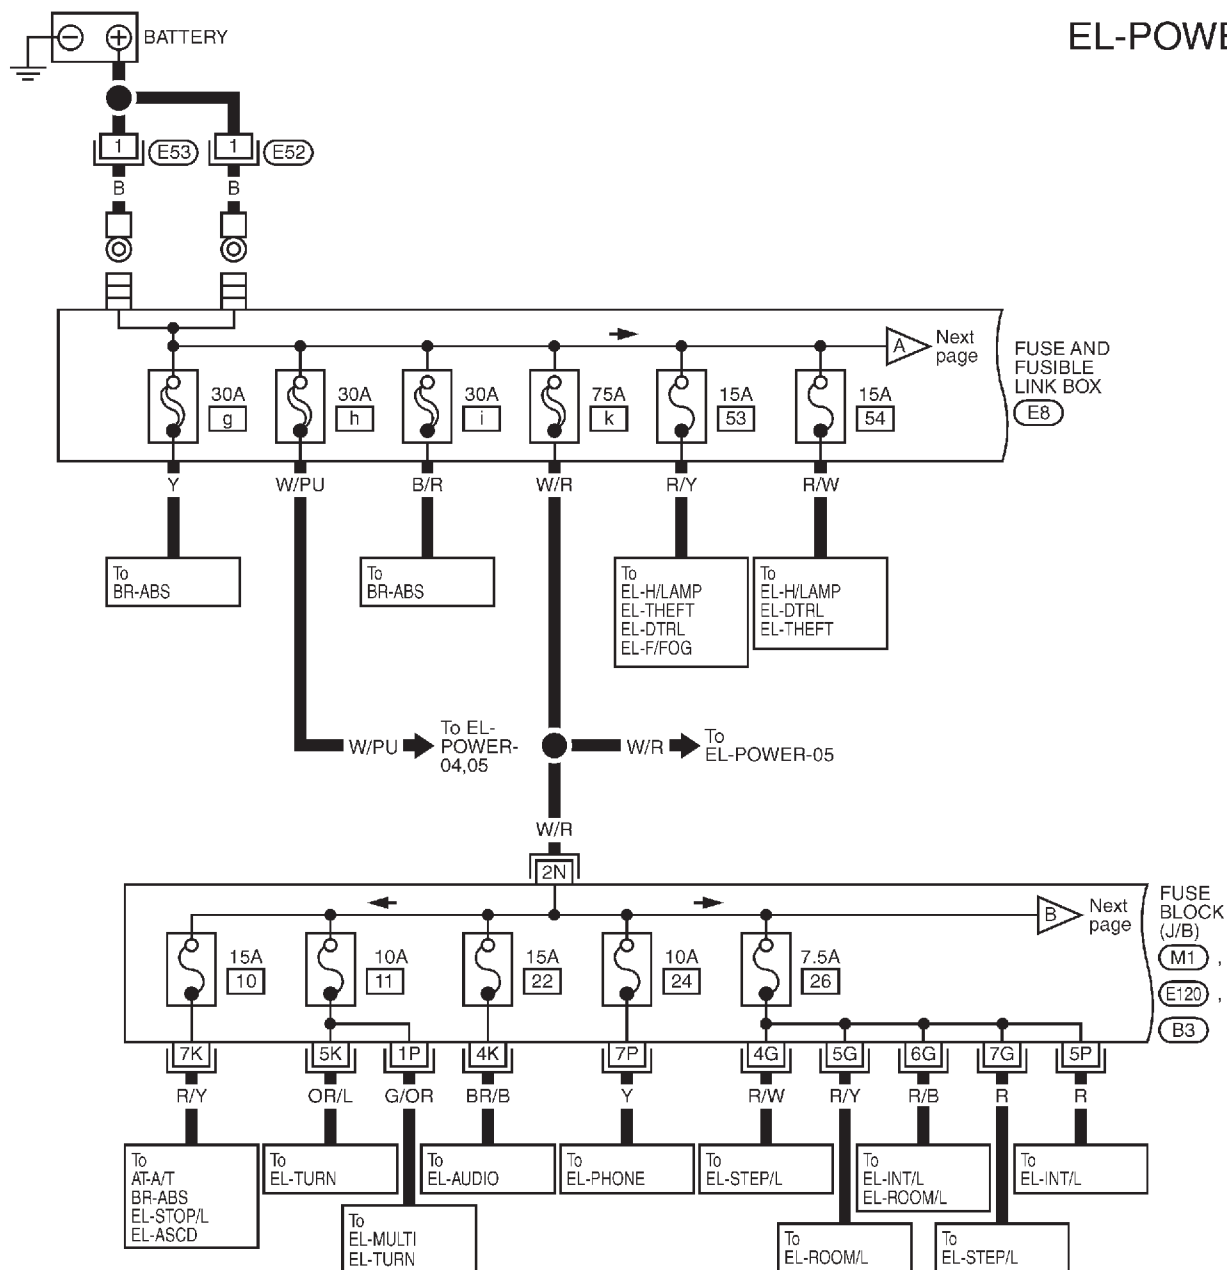 EL-POWE
BATTERY
1
E53
1
E52
B
B
A
Next
page
FUSE AND
FUSIBLE
LINK BOX
E8
30A
g
30A
h
30A
i
75A
k
15A
53
15A
54
Y
W/PU
B/R
W/R
R/Y
R/W
To
BR-ABS
To
BR-ABS
To
EL-H/LAMP
EL-THEFT
EL-DTRL
EL-F/FOG
To
EL-H/LAMP
EL-DTRL
EL-THEFT
W/PU
To EL-
POWER-
04,05
W/R
To
EL-POWER-05
W/R
2N
B
Next
page
FUSE
BLOCK
(J/B)
M1 ,
E120 ,
B3
15A
10
10A
11
15A
22
10A
24
7.5A
26
7K
5K
1P
4K
7P
4G
5G
6G
7G
5P
R/Y
OR/L
G/OR
BR/B
Y
R/W
R/Y
R/B
R
R
To
AT-A/T
BR-ABS
EL-STOP/L
EL-ASCD
To
EL-TURN
To
EL-MULTI
EL-TURN
To
EL-AUDIO
To
EL-PHONE
To
EL-STEP/L
To
EL-ROOM/L
To
EL-INT/L
EL-ROOM/L
To
EL-STEP/L
To
EL-INT/L